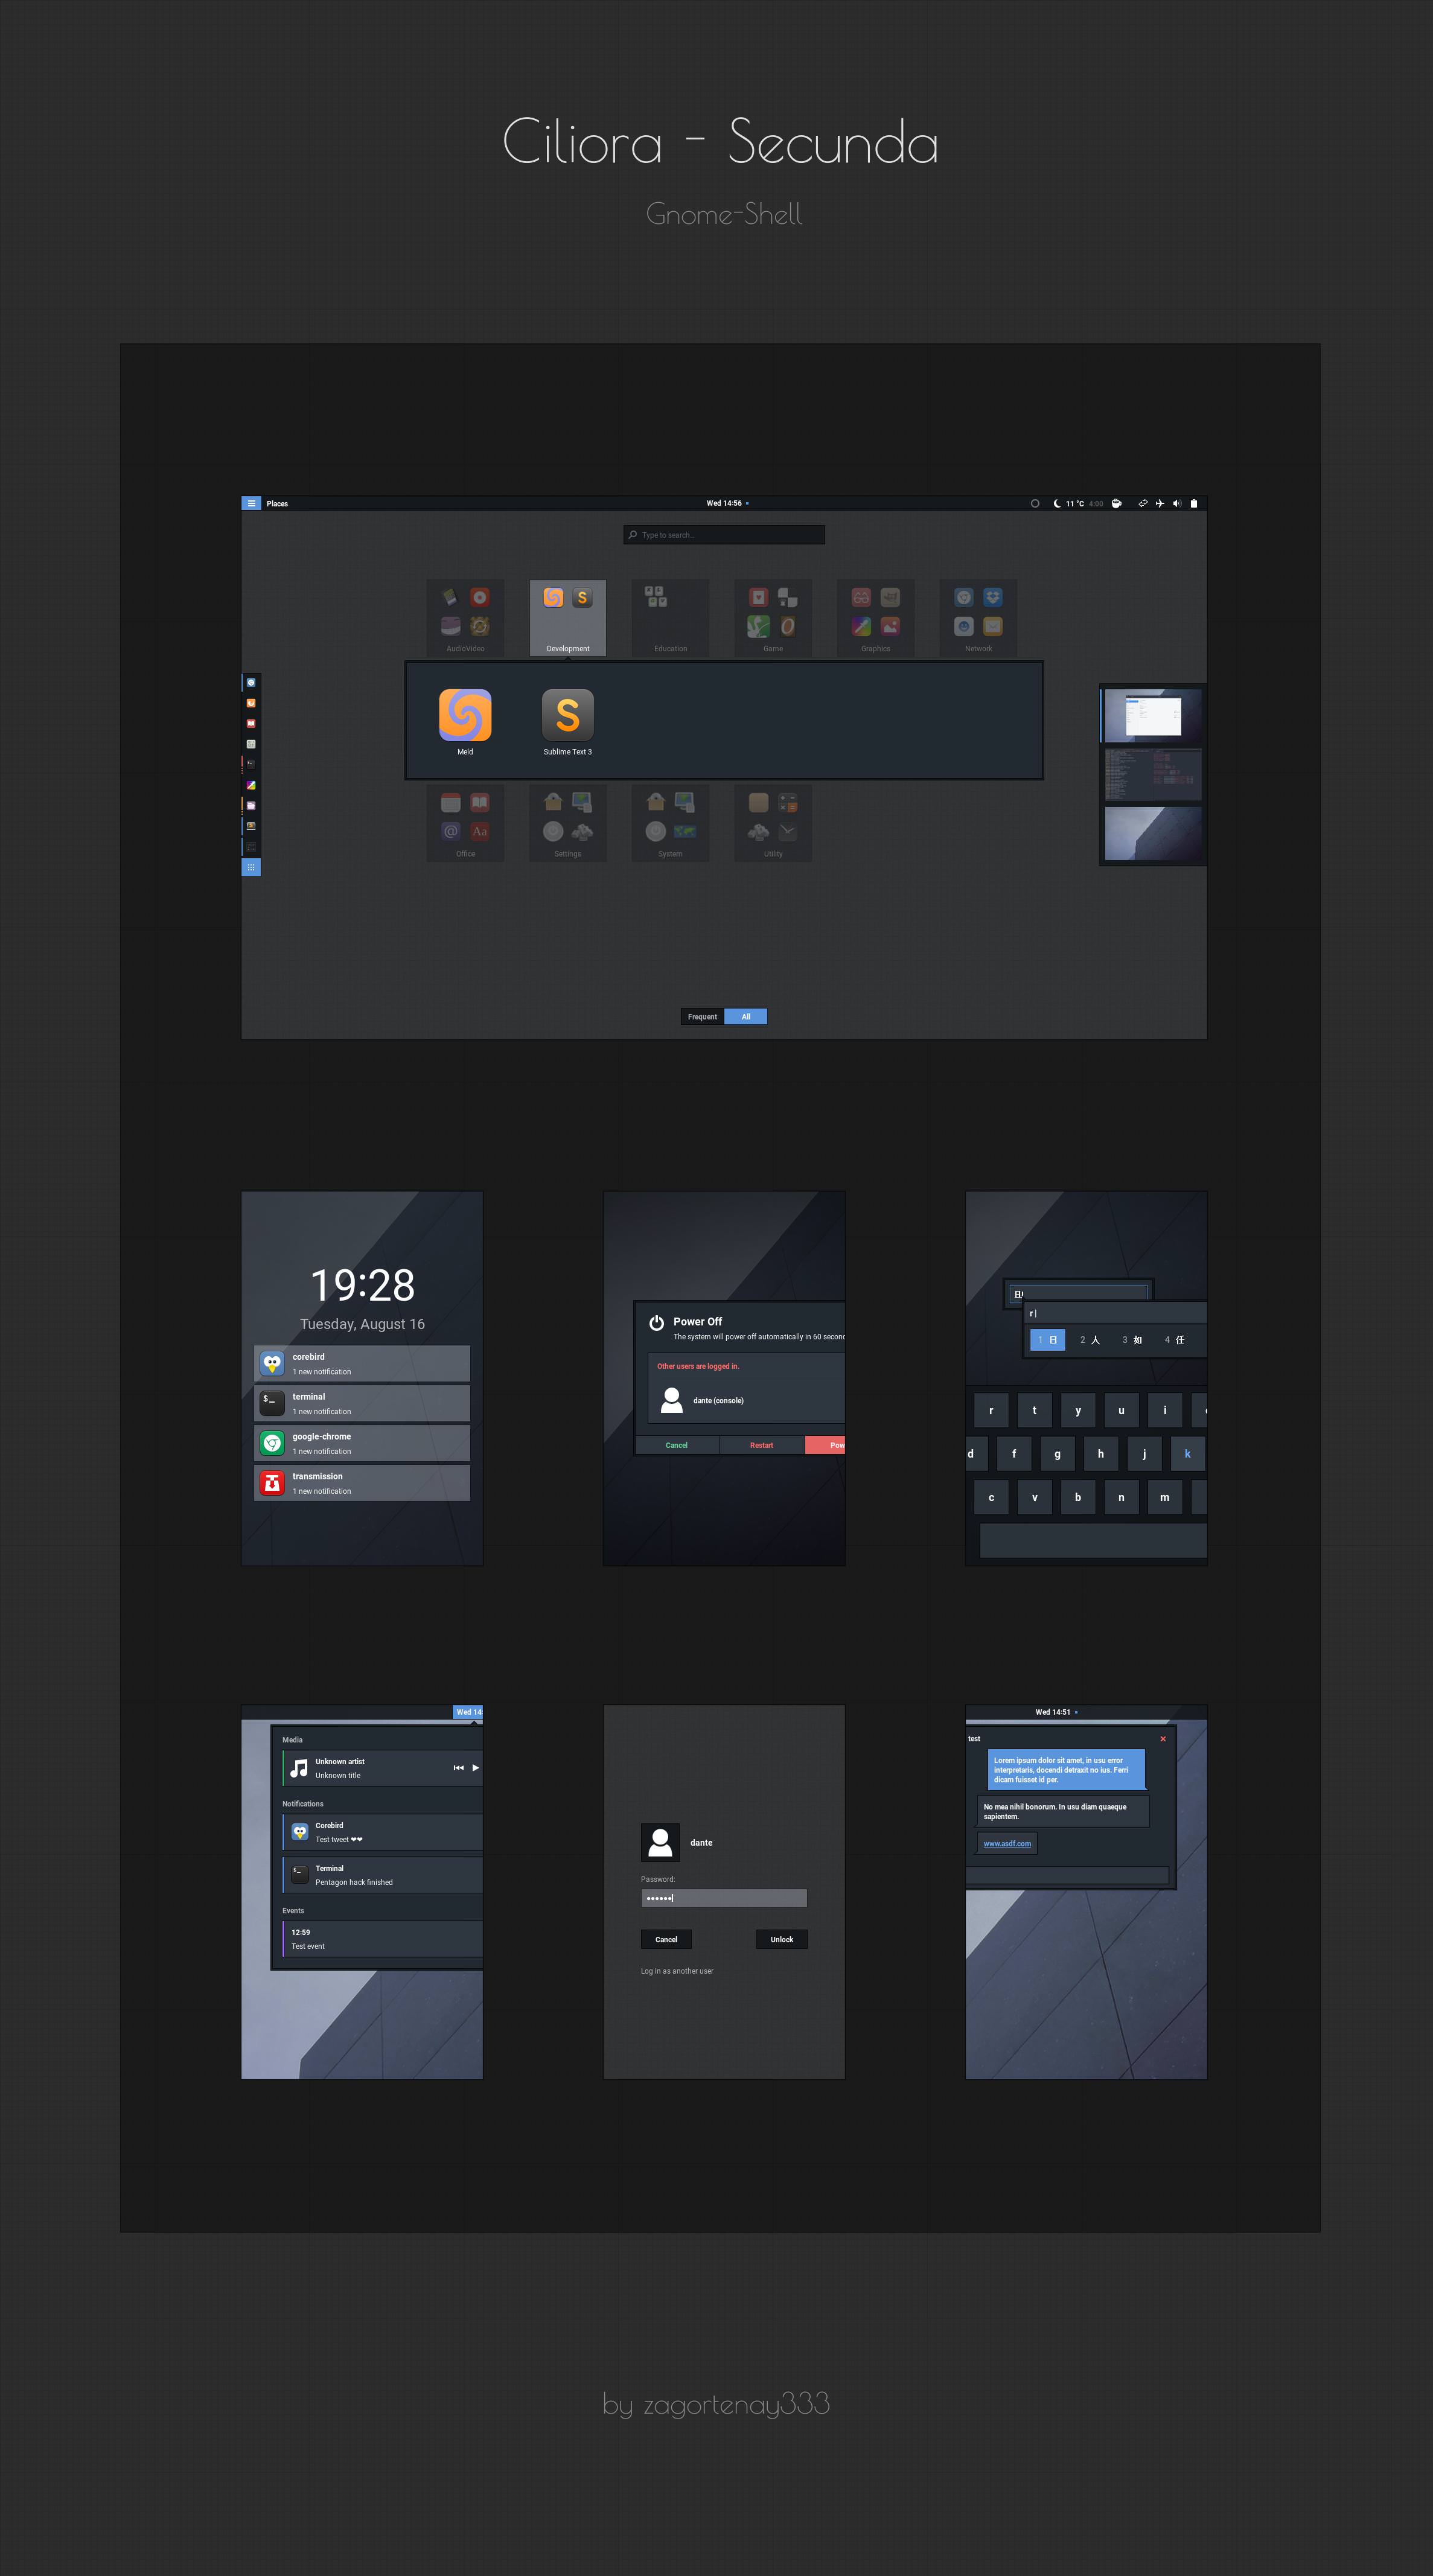 Ciliora - Secunda
Gnome-Shell
Places
Wed 14:56
11 °C 4:00
Type to search...
AudioVideo
Development
Education
Game
Graphics
Network
Meld
Sublime Text 3
Office
Settings
System
Utility
Frequent
All
19:28
Tuesday, August 16
corebird
1 new notification
terminal
1 new notification
google-chrome
1 new notification
transmission
1 new notification
Power Off
The system will power off automatically in 60 secon
Other users are logged in.
dante (console)
Cancel
Restart
Pow
日
r
1 日 2 人 3 如 4 任
r t y u i
d f g h j k
c v b n m
Wed 14:
Media
Unknown artist
Unknown title
Notifications
Corebird
Test tweet ❤❤
Terminal
Pentagon hack finished
Events
12:59
Test event
dante
Password:
Cancel
Unlock
Log in as another user
Wed 14:51
test
Lorem ipsum dolor sit amet, in usu error
interpretaris, docendi detraxit no ius. Ferri
dicam fuisset id per.
No mea nihil bonorum. In usu diam quaeque
sapientem.
www.asdf.com
by zagortenay333